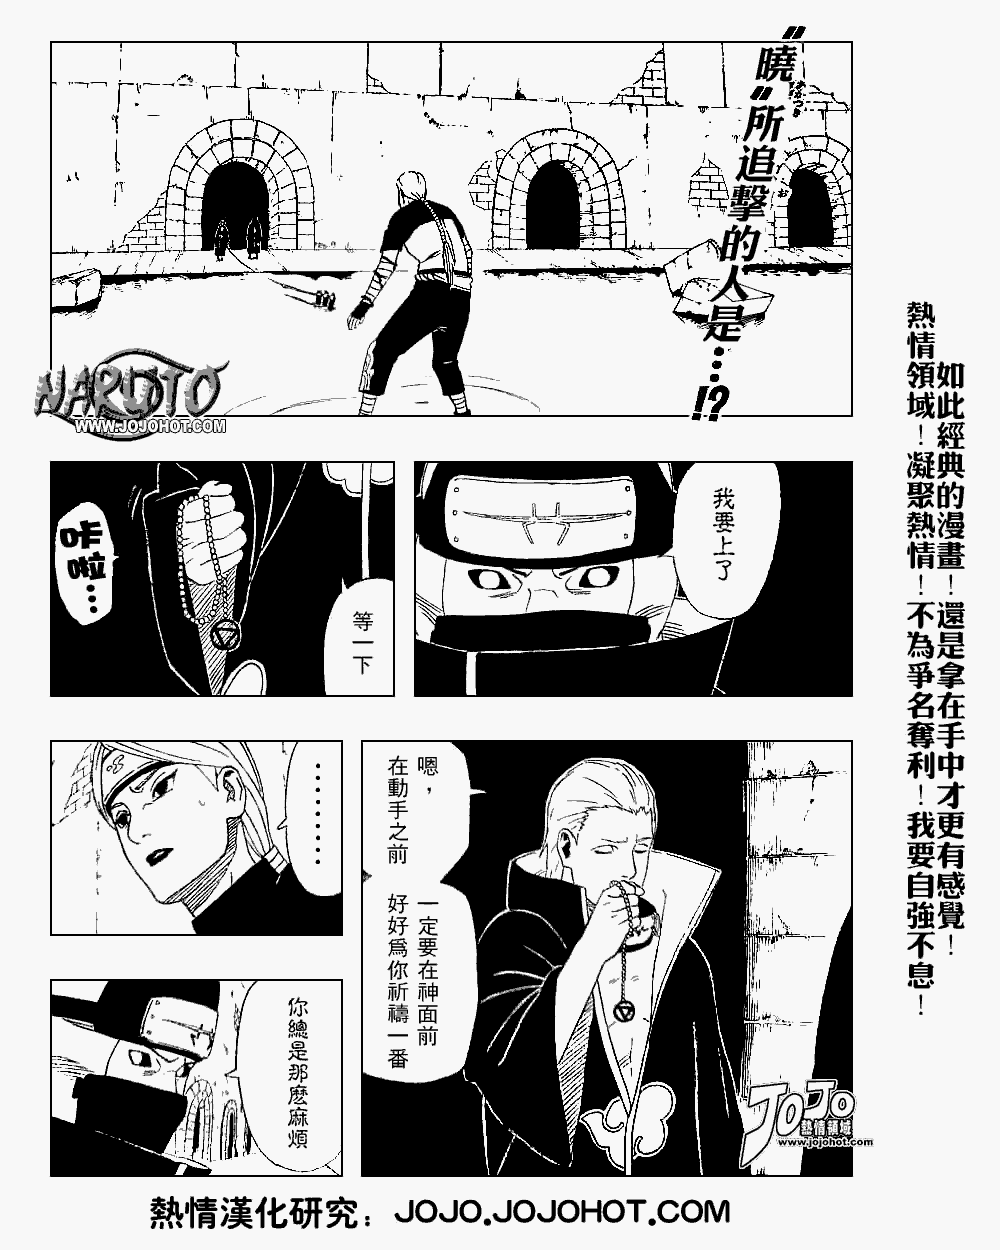 “曉”所追擊的人是…!?
NARUTO
WWW.JOJOHOT.COM
我要上了
等一下
咔啦…
嗯，
在動手之前
一定要在神面前
好好爲你祈禱一番
………
你總是那麽麻煩
JOJO
熱情領域
www.jojohot.com
如此經典的漫畫！還是拿在手中才更有感覺！
熱情領域！凝聚熱情！不為爭名奪利！我要自強不息！
熱情漢化研究：JOJO.JOJOHOT.COM